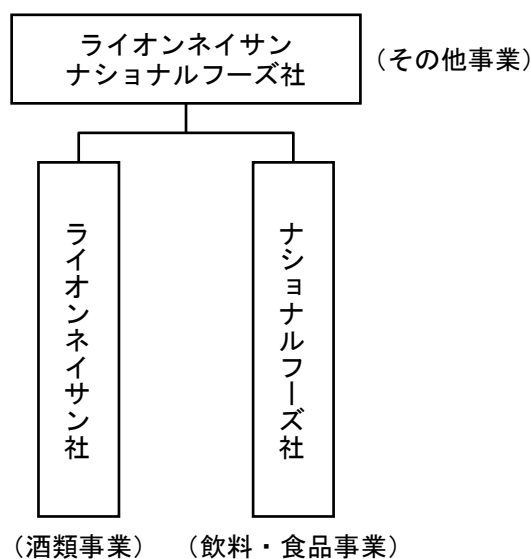 ライオンネイサン
ナショナルフーズ社
（その他事業）
ライオンネイサン社
ナショナルフーズ社
（酒類事業）
（飲料・食品事業）